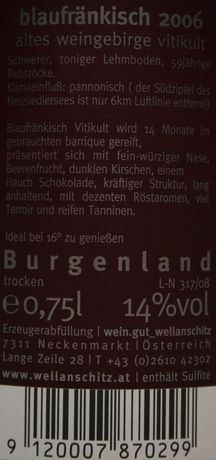 blaufränkisch 2006
altes weingebirge vitikult
Schwerer, toniger Lehmboden, 59jährige
Rebstöcke.
Klimaeinfluß: pannonisch ( der Südzipfel des
Neusiedlersees ist nur 6km Luftlinie entfernt!)
Blaufränkisch Vitikult wird 14 Monate im
gebrauchten barrique gereift,
präsentiert sich mit fein-würziger Nase,
Beerenfrucht, dunklen Kirschen, einem
Hauch Schokolade, kräftiger Struktur, lang
anhaltend, mit dezenten Röstaromen, viel
Terroir und reifen Tanninen.
Ideal bei 16° zu genießen
Burgenland
trocken L-N 317/08
e0,75l 14%vol
Erzeugerabfüllung | wein.gut_wellanschitz
7311 Neckenmarkt | Österreich
Lange Zeile 28 | T +43 (0)2610 42302
www.wellanschitz.at | enthält Sulfite
9 120007 870299